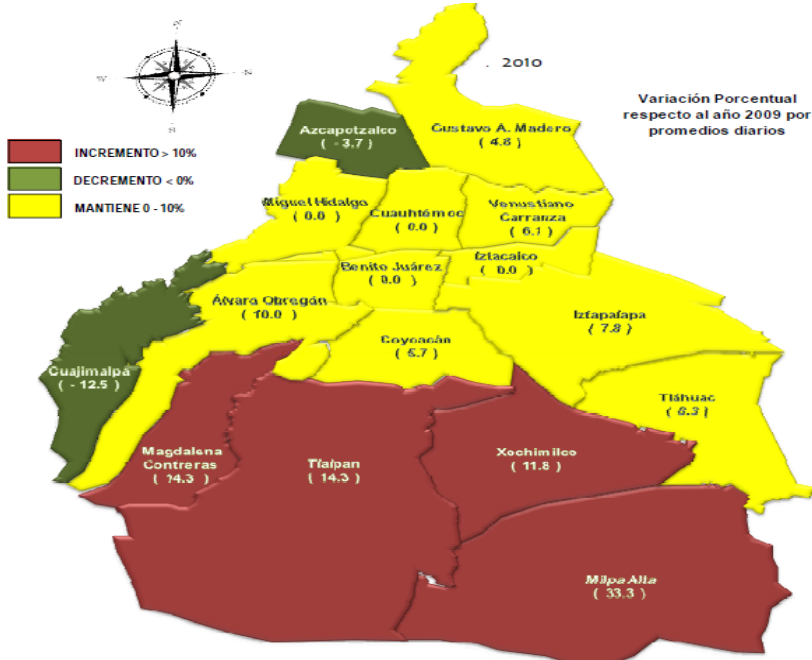 N
W
N
S
. 2010
Variación Porcentual
respecto al año 2009 por
promedios diarios
INCREMENTO > 10%
DECREMENTO < 0%
MANTIENE 0 - 10%
Azcapotzalco
( - 3.7 )
Gustavo A. Madero
( 4.8 )
Miguel Hidalgo
( 0.0 )
Cuauhtémoc
( 0.0 )
Venustiano
Carranza
( 6.1 )
Benito Juárez
( 0.0 )
Iztacalco
( 0.0 )
Álvaro Obregón
( 10.0 )
Iztapalapa
( 7.8 )
Coyoacán
( 5.7 )
Cuajimalpa
( - 12.5 )
Tláhuac
( 6.3 )
Magdalena
Contreras
Tlalpan
( 14.3 )
Xochimilco
( 11.8 )
Milpa Alta
( 33.3 )